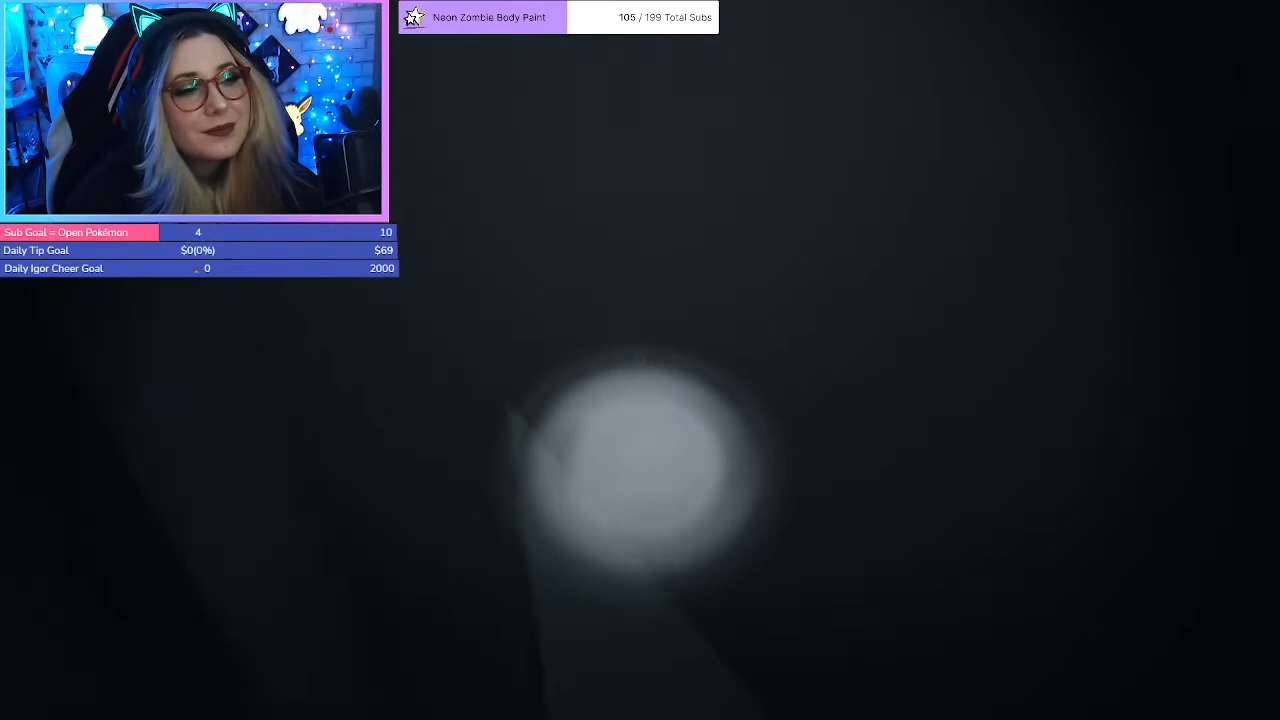 Neon Zombie Body Paint 105 / 199 Total Subs
Sub Goal = Open Pokémon 4 10
Daily Tip Goal $0(0%) $69
Daily Igor Cheer Goal 0 2000